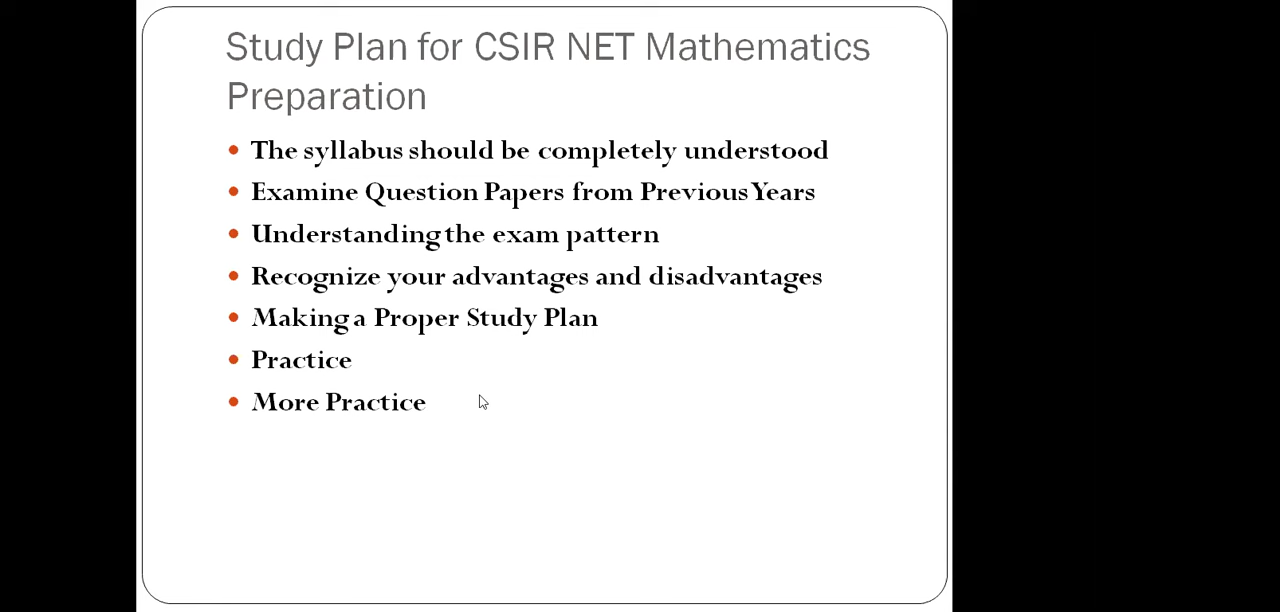 Study Plan for CSIR NET Mathematics
Preparation
• The syllabus should be completely understood
• Examine Question Papers from Previous Years
• Understanding the exam pattern
• Recognize your advantages and disadvantages
• Making a Proper Study Plan
• Practice
• More Practice